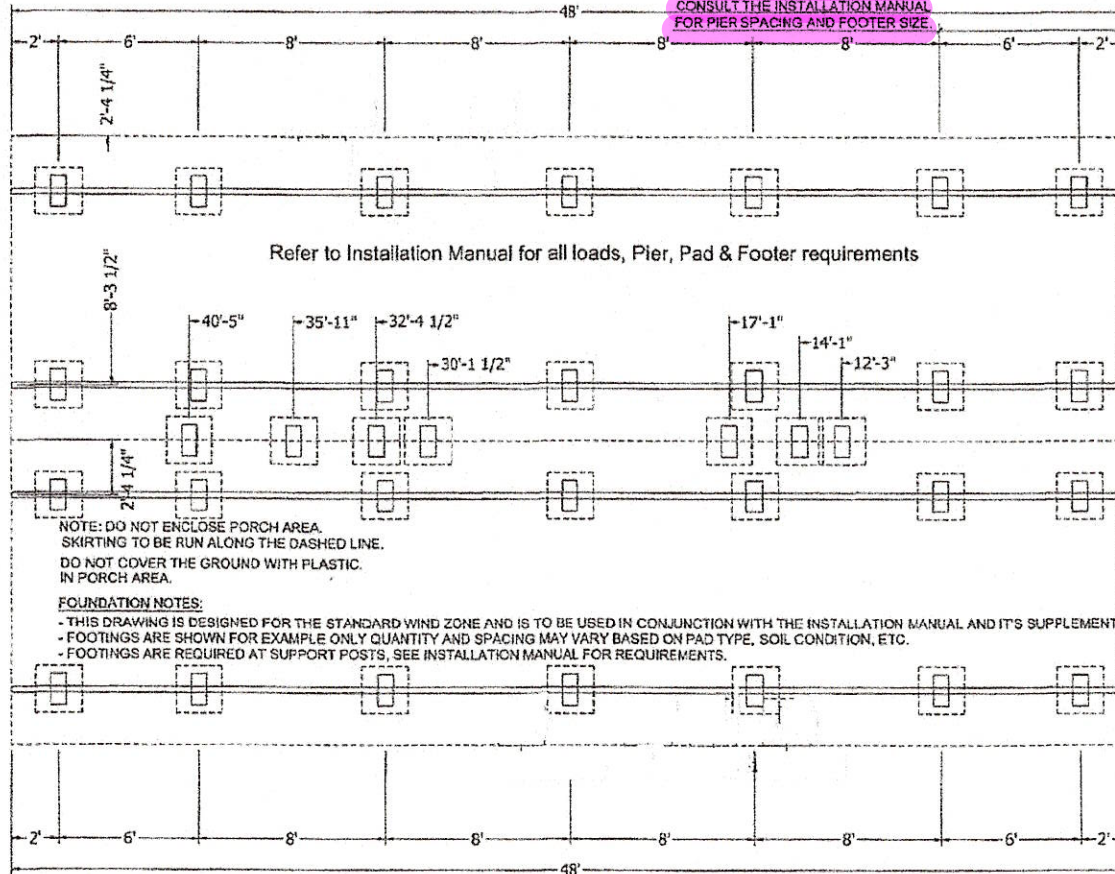 48'
CONSULT THE INSTALLATION MANUAL
FOR PIER SPACING AND FOOTER SIZE.
2' 6' 8' 8' 8' 8' 6' 2'
2'-4 1/4"
Refer to Installation Manual for all loads, Pier, Pad & Footer requirements
8'-3 1/2"
40'-5" 35'-11" 32'-4 1/2" 17'-1"
14'-1"
30'-1 1/2" 12'-3"
2'-4 1/4"
NOTE: DO NOT ENCLOSE PORCH AREA.
SKIRTING TO BE RUN ALONG THE DASHED LINE.
DO NOT COVER THE GROUND WITH PLASTIC.
IN PORCH AREA.
FOUNDATION NOTES:
- THIS DRAWING IS DESIGNED FOR THE STANDARD WIND ZONE AND IS TO BE USED IN CONJUNCTION WITH THE INSTALLATION MANUAL AND IT'S SUPPLEMENT
- FOOTINGS ARE SHOWN FOR EXAMPLE ONLY QUANTITY AND SPACING MAY VARY BASED ON PAD TYPE, SOIL CONDITION, ETC.
- FOOTINGS ARE REQUIRED AT SUPPORT POSTS, SEE INSTALLATION MANUAL FOR REQUIREMENTS.
2' 6' 8' 8' 8' 8' 6' 2'
48'